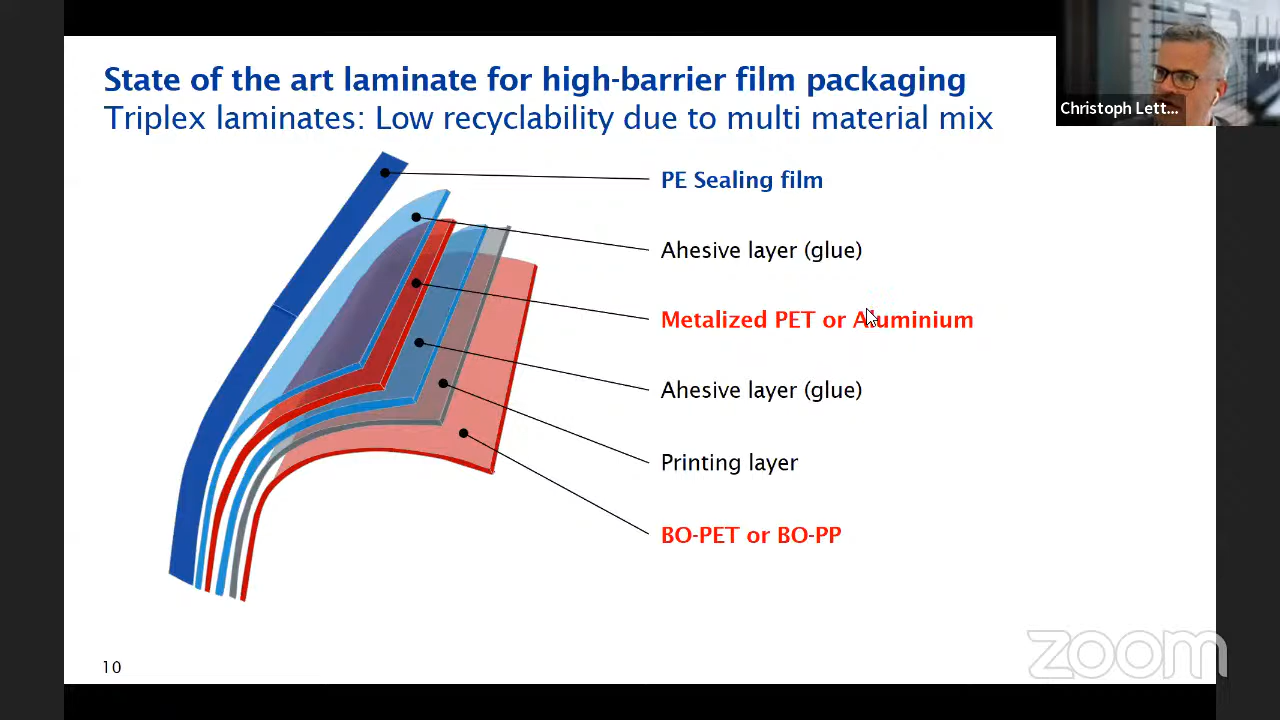 State of the art laminate for high-barrier film packaging
Triplex laminates: Low recyclability due to multi material mix
Christoph Lett...
PE Sealing film
Ahesive layer (glue)
Metalized PET or Aluminium
Ahesive layer (glue)
Printing layer
BO-PET or BO-PP
10
zoom